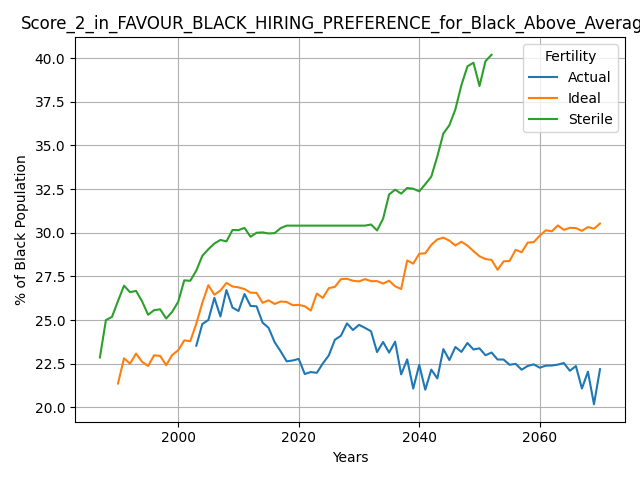 Score_2_in_FAVOUR_BLACK_HIRING_PREFERENCE_for_Black_Above_Averag
40.0
37.5
35.0
32.5
30.0
27.5
25.0
22.5
20.0
% of Black Population
Fertility
Actual
Ideal
Sterile
2000 2020 2040 2060
Years